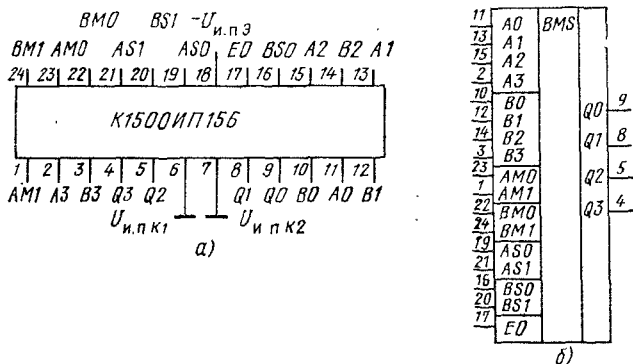 BM0 BS1 -Uи.п Э
BM1 AM0 AS1 AS0 E0 BS0 A2 B2 A1
24 23 22 21 20 19 18 17 16 15 14 13
К1500ИП156
1 2 3 4 5 6 7 8 9 10 11 12
AM1 A3 B3 Q3 Q2 Q1 Q0 B0 A0 B1
Uи.п К1 Uи п К2
а)
11 A0 BMS
13 A1
15 A2
2 A3
10 B0
12 B1
14 B2
3 B3
23 AM0
1 AM1
22 BM0
24 BM1
19 AS0
21 AS1
16 BS0
20 BS1
17 E0
Q0 9
Q1 8
Q2 5
Q3 4
б)